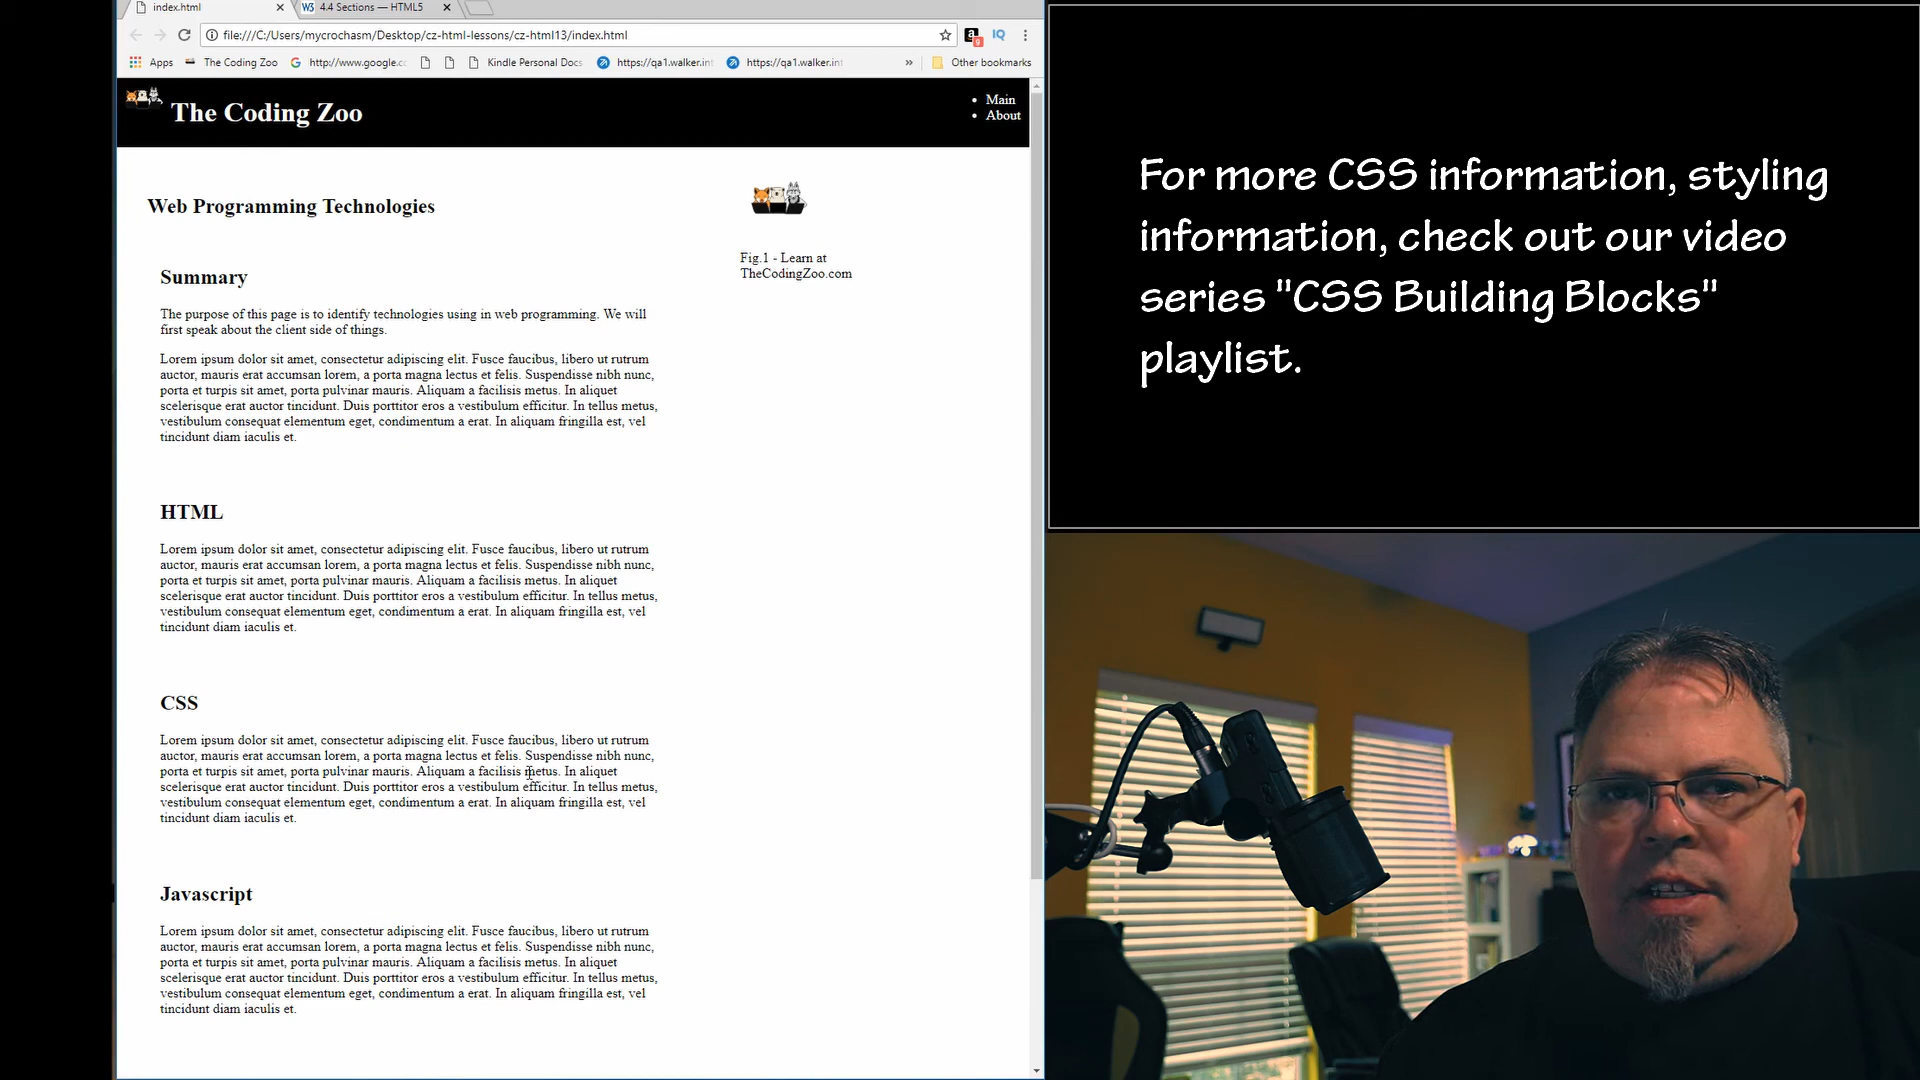 index.html
4.4 Sections — HTML5
file:///C:/Users/mycrochasm/Desktop/cz-html-lessons/cz-html13/index.html
9
IQ
Apps
The Coding Zoo
http://www.google.cc
Kindle Personal Docs
https://qa1.walker.int
https://qa1.walker.int
»
Other bookmarks
The Coding Zoo
• Main
• About
Web Programming Technologies
Fig.1 - Learn at
TheCodingZoo.com
Summary
The purpose of this page is to identify technologies using in web programming. We will
first speak about the client side of things.
Lorem ipsum dolor sit amet, consectetur adipiscing elit. Fusce faucibus, libero ut rutrum
auctor, mauris erat accumsan lorem, a porta magna lectus et felis. Suspendisse nibh nunc,
porta et turpis sit amet, porta pulvinar mauris. Aliquam a facilisis metus. In aliquet
scelerisque erat auctor tincidunt. Duis porttitor eros a vestibulum efficitur. In tellus metus,
vestibulum consequat elementum eget, condimentum a erat. In aliquam fringilla est, vel
tincidunt diam iaculis et.
HTML
Lorem ipsum dolor sit amet, consectetur adipiscing elit. Fusce faucibus, libero ut rutrum
auctor, mauris erat accumsan lorem, a porta magna lectus et felis. Suspendisse nibh nunc,
porta et turpis sit amet, porta pulvinar mauris. Aliquam a facilisis metus. In aliquet
scelerisque erat auctor tincidunt. Duis porttitor eros a vestibulum efficitur. In tellus metus,
vestibulum consequat elementum eget, condimentum a erat. In aliquam fringilla est, vel
tincidunt diam iaculis et.
CSS
Lorem ipsum dolor sit amet, consectetur adipiscing elit. Fusce faucibus, libero ut rutrum
auctor, mauris erat accumsan lorem, a porta magna lectus et felis. Suspendisse nibh nunc,
porta et turpis sit amet, porta pulvinar mauris. Aliquam a facilisis metus. In aliquet
scelerisque erat auctor tincidunt. Duis porttitor eros a vestibulum efficitur. In tellus metus,
vestibulum consequat elementum eget, condimentum a erat. In aliquam fringilla est, vel
tincidunt diam iaculis et.
Javascript
Lorem ipsum dolor sit amet, consectetur adipiscing elit. Fusce faucibus, libero ut rutrum
auctor, mauris erat accumsan lorem, a porta magna lectus et felis. Suspendisse nibh nunc,
porta et turpis sit amet, porta pulvinar mauris. Aliquam a facilisis metus. In aliquet
scelerisque erat auctor tincidunt. Duis porttitor eros a vestibulum efficitur. In tellus metus,
vestibulum consequat elementum eget, condimentum a erat. In aliquam fringilla est, vel
tincidunt diam iaculis et.
For more CSS information, styling
information, check out our video
series "CSS Building Blocks"
playlist.